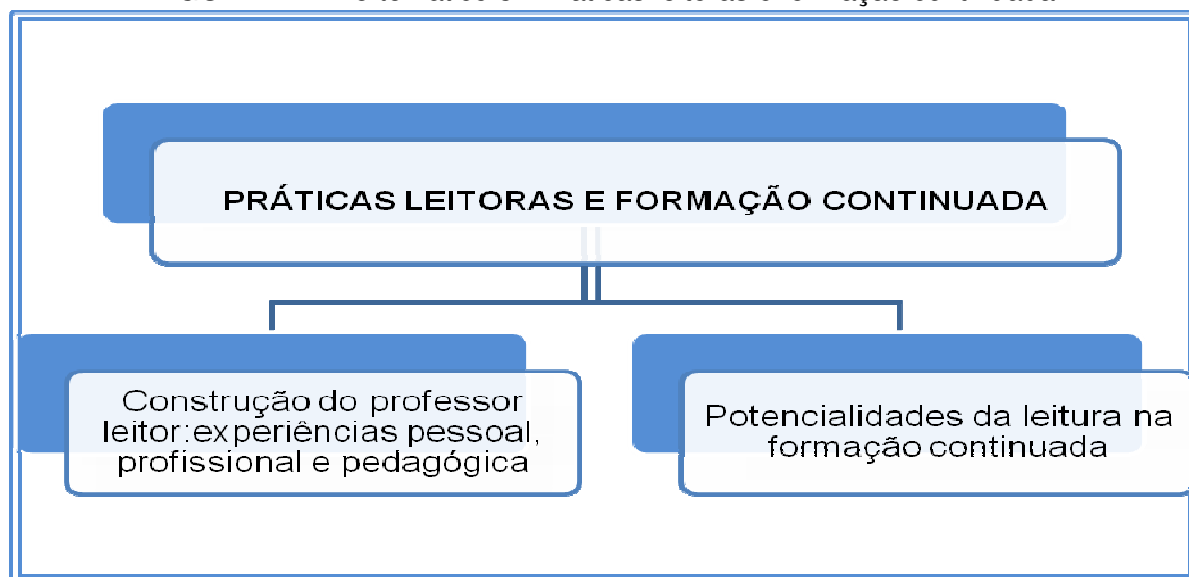 PRÁTICAS LEITORAS E FORMAÇÃO CONTINUADA
Construção do professor
leitor:experiências pessoal,
profissional e pedagógica
Potencialidades da leitura na
formação continuada